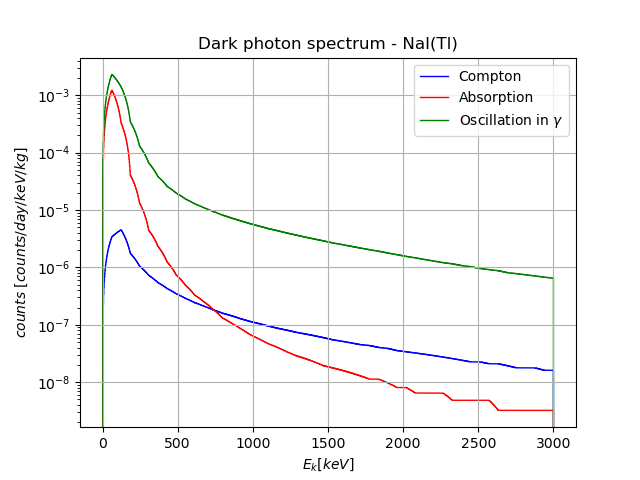 Dark photon spectrum - NaI(Tl)
Compton
Absorption
Oscillation in γ
counts [counts/day/keV/kg]
10⁻³
10⁻⁴
10⁻⁵
10⁻⁶
10⁻⁷
10⁻⁸
0 500 1000 1500 2000 2500 3000
Eₖ[keV]